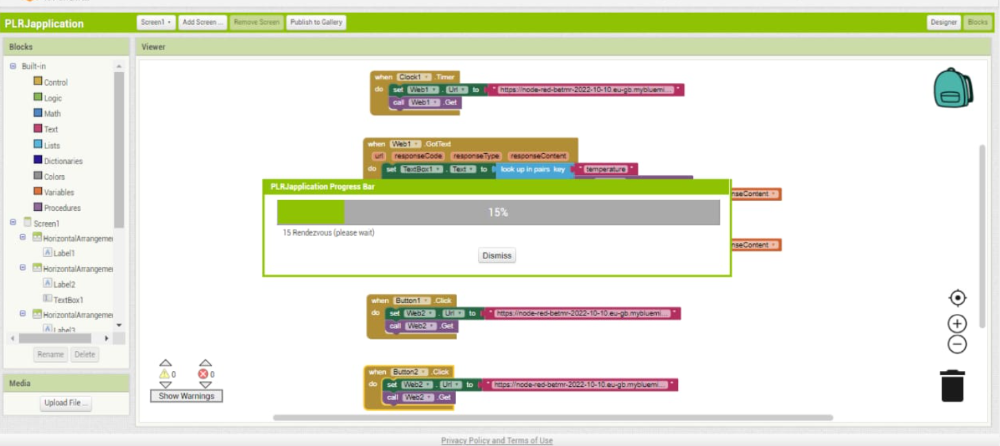 PLRJapplication
Screen1 Add Screen ... Remove Screen Publish to Gallery Designer Blocks
Blocks
Viewer
Built-in
Control
Logic
Math
Text
Lists
Dictionaries
Colors
Variables
Procedures
Screen1
HorizontalArrangemer
Label1
HorizontalArrangemer
Label2
TextBox1
HorizontalArrangemer
Label3
Rename Delete
Media
Upload File ...
when Clock1 .Timer
do set Web1 . Url to " https://node-red-betmr-2022-10-10.eu-gb.mybluemi... "
call Web1 .Get
when Web1 .GotText
url responseCode responseType responseContent
do set TextBox1 . Text to look up in pairs key " temperature "
nseContent
nseContent
PLRJapplication Progress Bar
15%
15 Rendezvous (please wait)
Dismiss
when Button1 .Click
do set Web2 . Url to " https://node-red-betmr-2022-10-10.eu-gb.mybluemi... "
call Web2 .Get
when Button2 .Click
do set Web2 . Url to " https://node-red-betmr-2022-10-10.eu-gb.mybluemi... "
call Web2 .Get
0 0
Show Warnings
Privacy Policy and Terms of Use